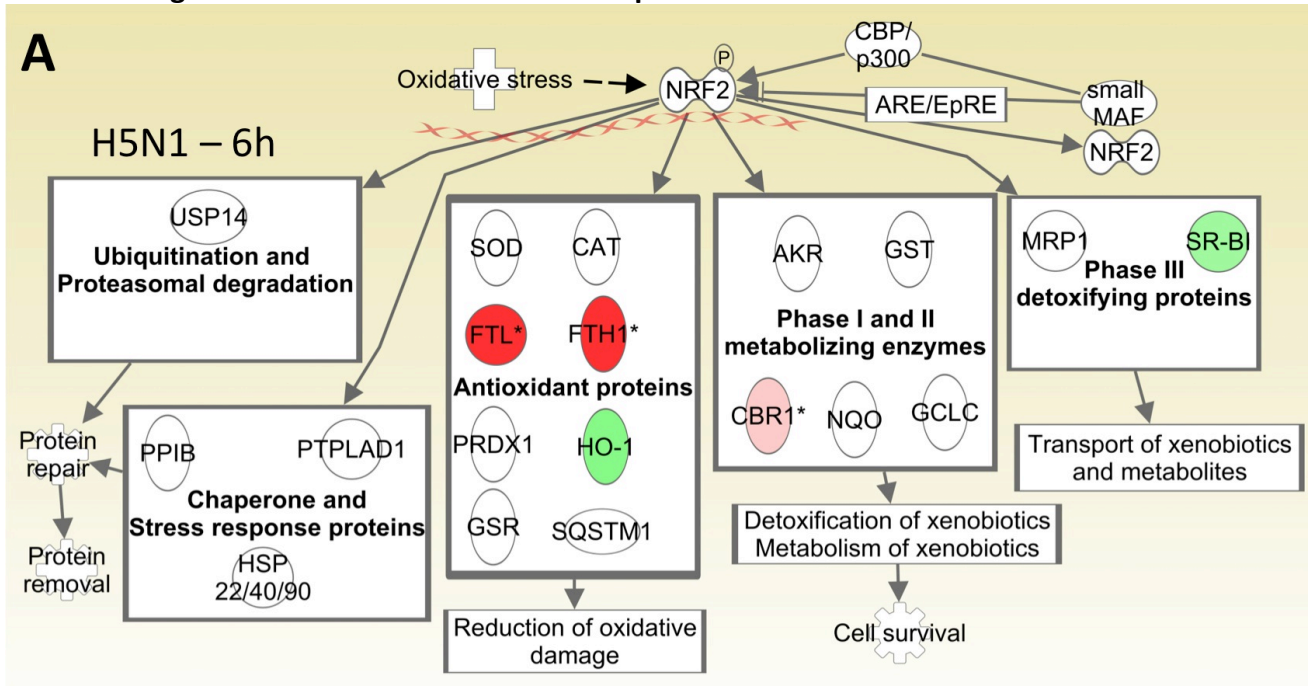 A
H5N1 – 6h
Oxidative stress
P
NRF2
CBP/
p300
ARE/EpRE
small
MAF
NRF2
USP14
Ubiquitination and
Proteasomal degradation
Protein
repair
Protein
removal
PPIB
PTPLAD1
Chaperone and
Stress response proteins
HSP
22/40/90
SOD
CAT
FTL*
FTH1*
Antioxidant proteins
PRDX1
HO-1
GSR
SQSTM1
Reduction of oxidative
damage
AKR
GST
Phase I and II
metabolizing enzymes
CBR1*
NQO
GCLC
Detoxification of xenobiotics
Metabolism of xenobiotics
Cell survival
MRP1
SR-BI
Phase III
detoxifying proteins
Transport of xenobiotics
and metabolites